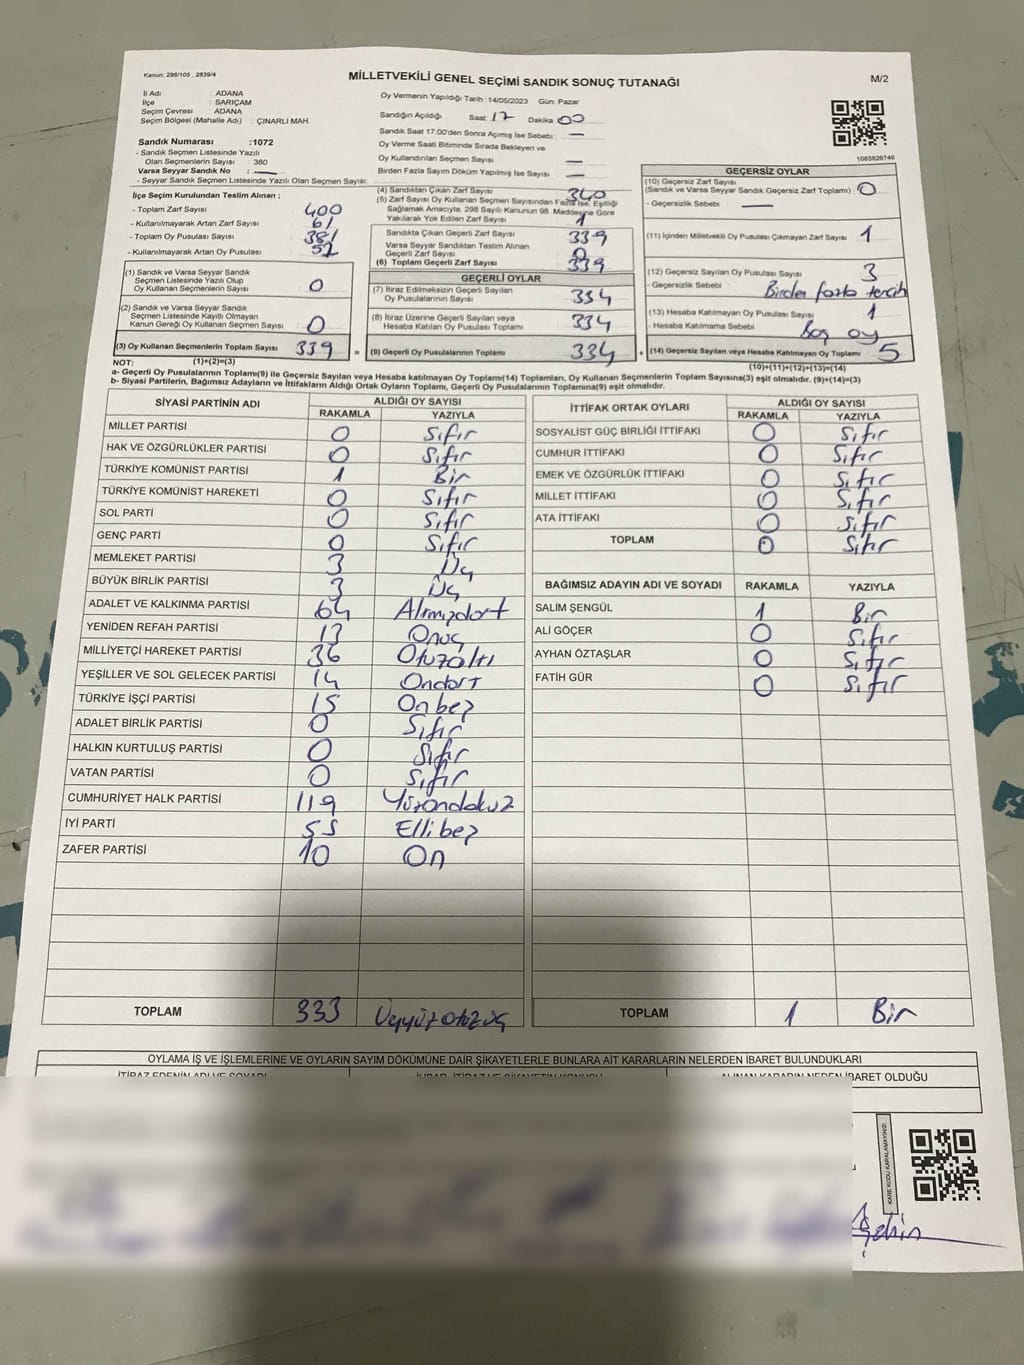 Kanun: 298/105 , 2839/4
MİLLETVEKİLİ GENEL SEÇİMİ SANDIK SONUÇ TUTANAĞI
M/2
İl Adı : ADANA
İlçe : SARIÇAM
Seçim Çevresi : ADANA
Seçim Bölgesi (Mahalle Adı) : ÇINARLI MAH.
Sandık Numarası :1072
- Sandık Seçmen Listesinde Yazılı
Olan Seçmenlerin Sayısı : 380
Varsa Seyyar Sandık No : —
- Seyyar Sandık Seçmen Listesinde Yazılı Olan Seçmen Sayısı:
Oy Vermenin Yapıldığı Tarih :14/05/2023 Gün: Pazar
Sandığın Açıldığı Saat: 17 Dakika 00
Sandık Saat 17:00'den Sonra Açımış İse Sebebi : —
Oy Verme Saati Bitiminde Sırada Bekleyen ve
Oy Kullandırılan Seçmen Sayısı —
Birden Fazla Sayım Döküm Yapılmış İse Sayısı —
1083826746
İlçe Seçim Kurulundan Teslim Alınan :
- Toplam Zarf Sayısı 400
- Kullanılmayarak Artan Zarf Sayısı : 61
- Toplam Oy Pusulası Sayısı : 381
- Kullanılmayarak Artan Oy Pusulası : 52
(1) Sandık ve Varsa Seyyar Sandık
Seçmen Listesinde Yazılı Olup
Oy Kullanan Seçmenlerin Sayısı : 0
(2) Sandık ve Varsa Seyyar Sandık
Seçmen Listesinde Kayıtlı Olmayan
Kanun Gereği Oy Kullanan Seçmen Sayısı : 0
(3) Oy Kullanan Seçmenlerin Toplam Sayısı 339
(4) Sandıktan Çıkan Zarf Sayısı 340
(5) Zarf Sayısı Oy Kullanan Seçmen Sayısından Fazla İse, Eşitliği
Sağlamak Amacıyla, 298 Sayılı Kanunun 98. Maddesine Göre
Yakılarak Yok Edilen Zarf Sayısı 1
Sandıkta Çıkan Geçerli Zarf Sayısı 339
Varsa Seyyar Sandıktan Teslim Alınan
Geçerli Zarf Sayısı 0
(6) Toplam Geçerli Zarf Sayısı 339
GEÇERLİ OYLAR
(7) İtiraz Edilmeksizin Geçerli Sayılan
Oy Pusulalarının Sayısı 334
(8) İtiraz Üzerine Geçerli Sayılan veya
Hesaba Katılan Oy Pusulası Toplamı 334
= (9) Geçerli Oy Pusulalarının Toplamı 334
GEÇERSİZ OYLAR
(10) Geçersiz Zarf Sayısı
(Sandık ve Varsa Seyyar Sandık Geçersiz Zarf Toplamı) 0
- Geçersizlik Sebebi : —
(11) İçinden Milletvekili Oy Pusulası Çıkmayan Zarf Sayısı 1
(12) Geçersiz Sayılan Oy Pusulası Sayısı 3
- Geçersizlik Sebebi : Birden fazla tercih
(13) Hesaba Katılmayan Oy Pusulası Sayısı 1
- Hesaba Katılmama Sebebi : Boş oy
+ (14) Geçersiz Sayılan veya Hesaba Katılmayan Oy Toplamı 5
NOT: (1)+(2)=(3) (10)+(11)+(12)+(13)=(14)
a- Geçerli Oy Pusulalarının Toplamı(9) ile Geçersiz Sayılan veya Hesaba katılmayan oy Toplamı(14) Toplamları, Oy Kullanan Seçmenlerin Toplam Sayısına(3) eşit olmalıdır. (9)+(14)=(3)
b- Siyasi Partilerin, Bağımsız Adayların ve İttifakların Aldığı Ortak Oyların Toplamı, Geçerli Oy Pusulalarının Toplamına(9) eşit olmalıdır.
SİYASİ PARTİNİN ADI ALDIĞI OY SAYISI
RAKAMLA YAZIYLA
MİLLET PARTİSİ 0 Sıfır
HAK VE ÖZGÜRLÜKLER PARTİSİ 0 Sıfır
TÜRKİYE KOMÜNİST PARTİSİ 1 Bir
TÜRKİYE KOMÜNİST HAREKETİ 0 Sıfır
SOL PARTİ 0 Sıfır
GENÇ PARTİ 0 Sıfır
MEMLEKET PARTİSİ 3 Üç
BÜYÜK BİRLİK PARTİSİ 3 Üç
ADALET VE KALKINMA PARTİSİ 64 Altmışdört
YENİDEN REFAH PARTİSİ 13 Onüç
MİLLİYETÇİ HAREKET PARTİSİ 36 Otuzaltı
YEŞİLLER VE SOL GELECEK PARTİSİ 14 Ondört
TÜRKİYE İŞÇİ PARTİSİ 15 Onbeş
ADALET BİRLİK PARTİSİ 0 Sıfır
HALKIN KURTULUŞ PARTİSİ 0 Sıfır
VATAN PARTİSİ 0 Sıfır
CUMHURİYET HALK PARTİSİ 119 Yüzondokuz
İYİ PARTİ 55 Ellibeş
ZAFER PARTİSİ 10 On
TOPLAM 333 Üçyüzotuzüç
İTTİFAK ORTAK OYLARI ALDIĞI OY SAYISI
RAKAMLA YAZIYLA
SOSYALİST GÜÇ BİRLİĞİ İTTİFAKI 0 Sıfır
CUMHUR İTTİFAKI 0 Sıfır
EMEK VE ÖZGÜRLÜK İTTİFAKI 0 Sıfır
MİLLET İTTİFAKI 0 Sıfır
ATA İTTİFAKI 0 Sıfır
TOPLAM 0 Sıfır
BAĞIMSIZ ADAYIN ADI VE SOYADI RAKAMLA YAZIYLA
SALİM ŞENGÜL 1 Bir
ALİ GÖÇER 0 Sıfır
AYHAN ÖZTAŞLAR 0 Sıfır
FATİH GÜR 0 Sıfır
TOPLAM 1 Bir
OYLAMA İŞ VE İŞLEMLERİNE VE OYLARIN SAYIM DÖKÜMÜNE DAİR ŞİKAYETLERLE BUNLARA AİT KARARLARIN NELERDEN İBARET BULUNDUKLARI
İTİRAZ EDENİN ADI VE SOYADI
ALINAN KARARIN NEDEN İBARET OLDUĞU
KARE KODU KARALAMAYINIZ!